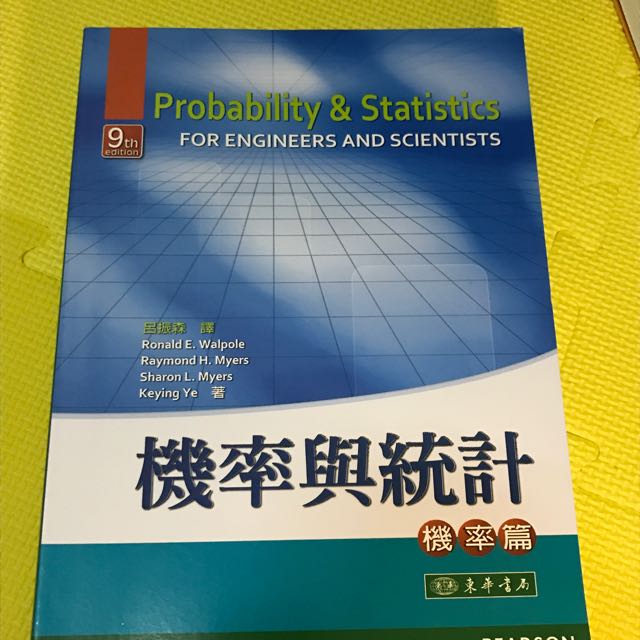 Probability & Statistics
FOR ENGINEERS AND SCIENTISTS
9th
edition
呂振森 譯
Ronald E. Walpole
Raymond H. Myers
Sharon L. Myers
Keying Ye 著
機率與統計
機率篇
東華書局
PEARSON